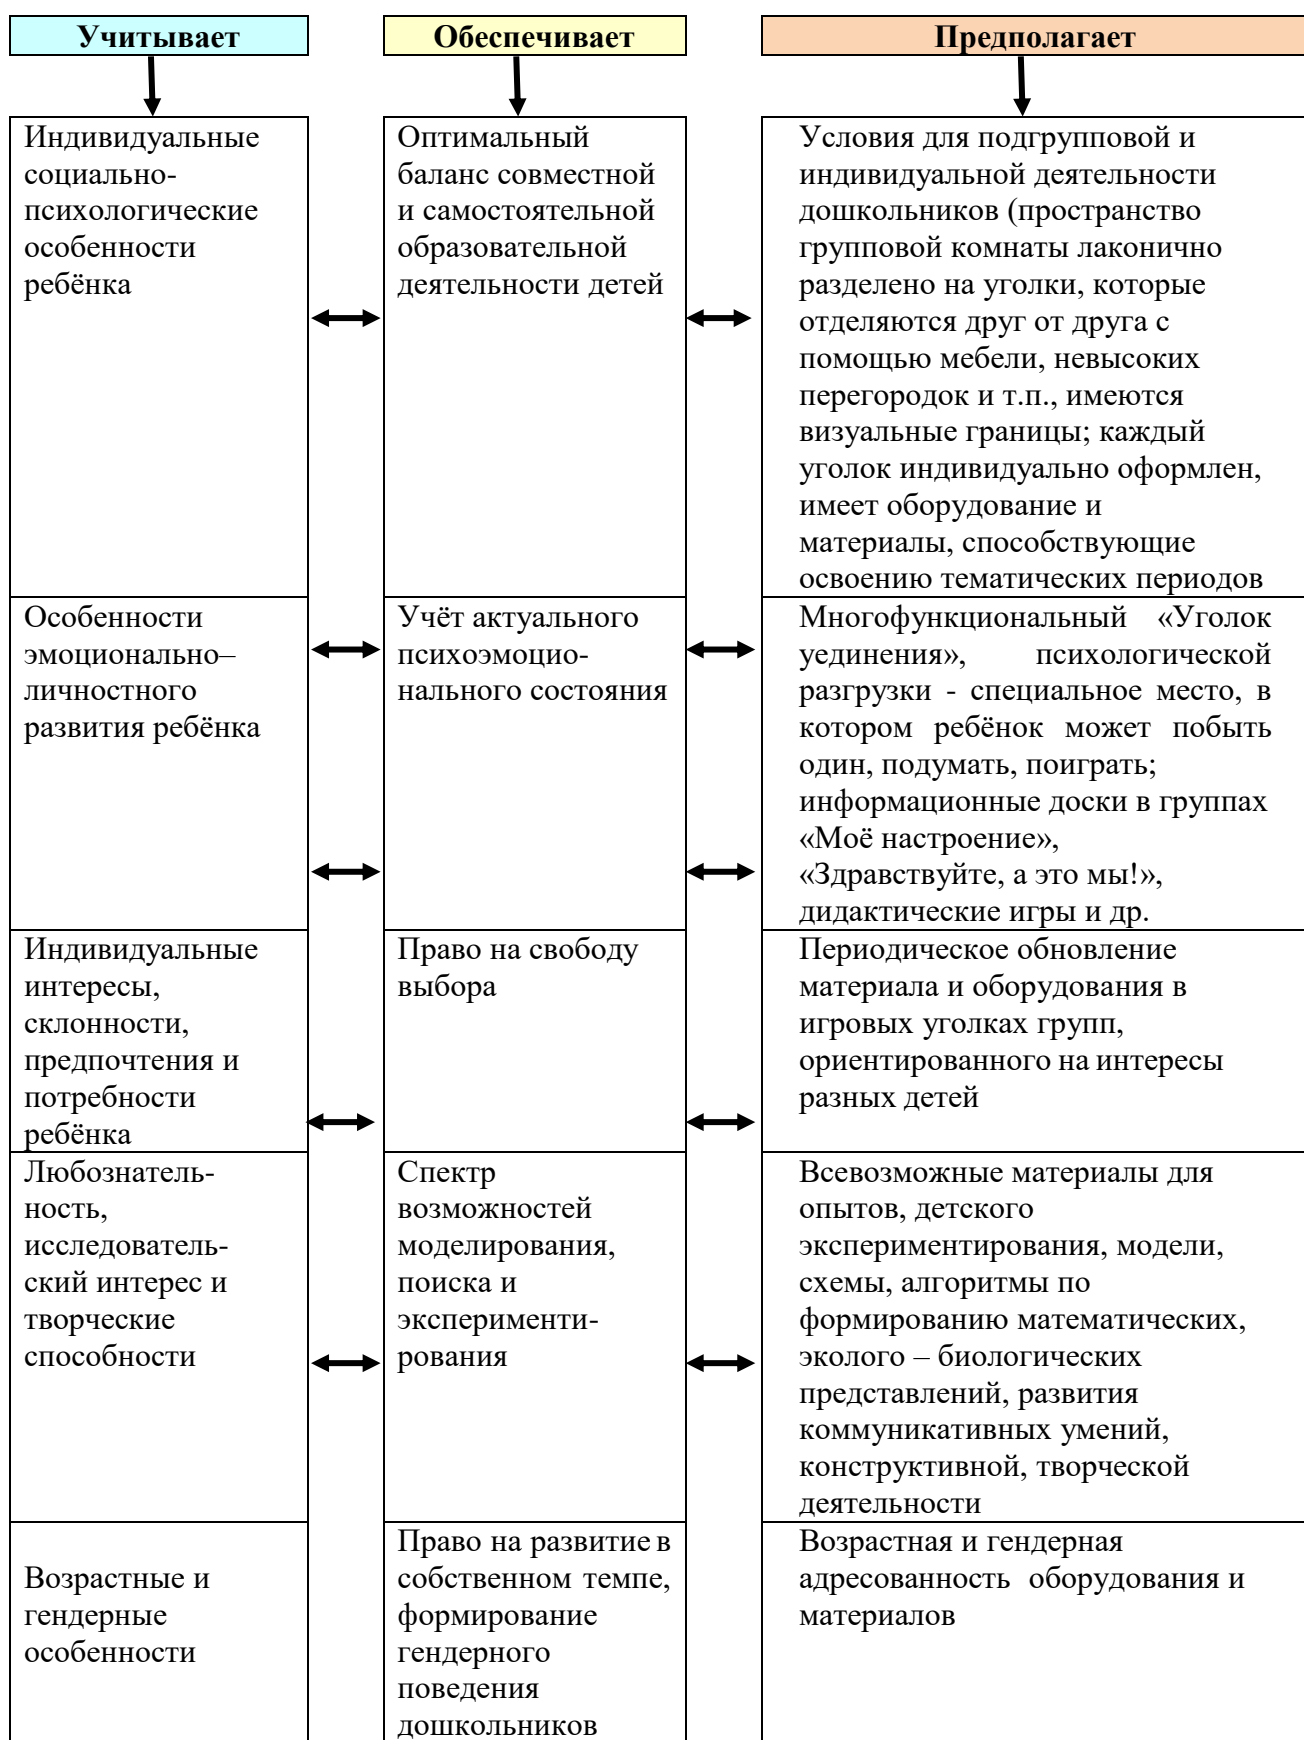 Учитывает
Обеспечивает
Предполагает
Индивидуальные
социально-
психологические
особенности
ребёнка
Оптимальный
баланс совместной
и самостоятельной
образовательной
деятельности детей
Условия для подгрупповой и
индивидуальной деятельности
дошкольников (пространство
групповой комнаты лаконично
разделено на уголки, которые
отделяются друг от друга с
помощью мебели, невысоких
перегородок и т.п., имеются
визуальные границы; каждый
уголок индивидуально оформлен,
имеет оборудование и
материалы, способствующие
освоению тематических периодов
Особенности
эмоционально–
личностного
развития ребёнка
Учёт актуального
психоэмоцио-
нального состояния
Многофункциональный «Уголок
уединения», психологической
разгрузки - специальное место, в
котором ребёнок может побыть
один, подумать, поиграть;
информационные доски в группах
«Моё настроение»,
«Здравствуйте, а это мы!»,
дидактические игры и др.
Индивидуальные
интересы,
склонности,
предпочтения и
потребности
ребёнка
Право на свободу
выбора
Периодическое обновление
материала и оборудования в
игровых уголках групп,
ориентированного на интересы
разных детей
Любознатель-
ность,
исследователь-
ский интерес и
творческие
способности
Спектр
возможностей
моделирования,
поиска и
эксперименти-
рования
Всевозможные материалы для
опытов, детского
экспериментирования, модели,
схемы, алгоритмы по
формированию математических,
эколого – биологических
представлений, развития
коммуникативных умений,
конструктивной, творческой
деятельности
Возрастные и
гендерные
особенности
Право на развитие в
собственном темпе,
формирование
гендерного
поведения
дошкольников
Возрастная и гендерная
адресованность оборудования и
материалов